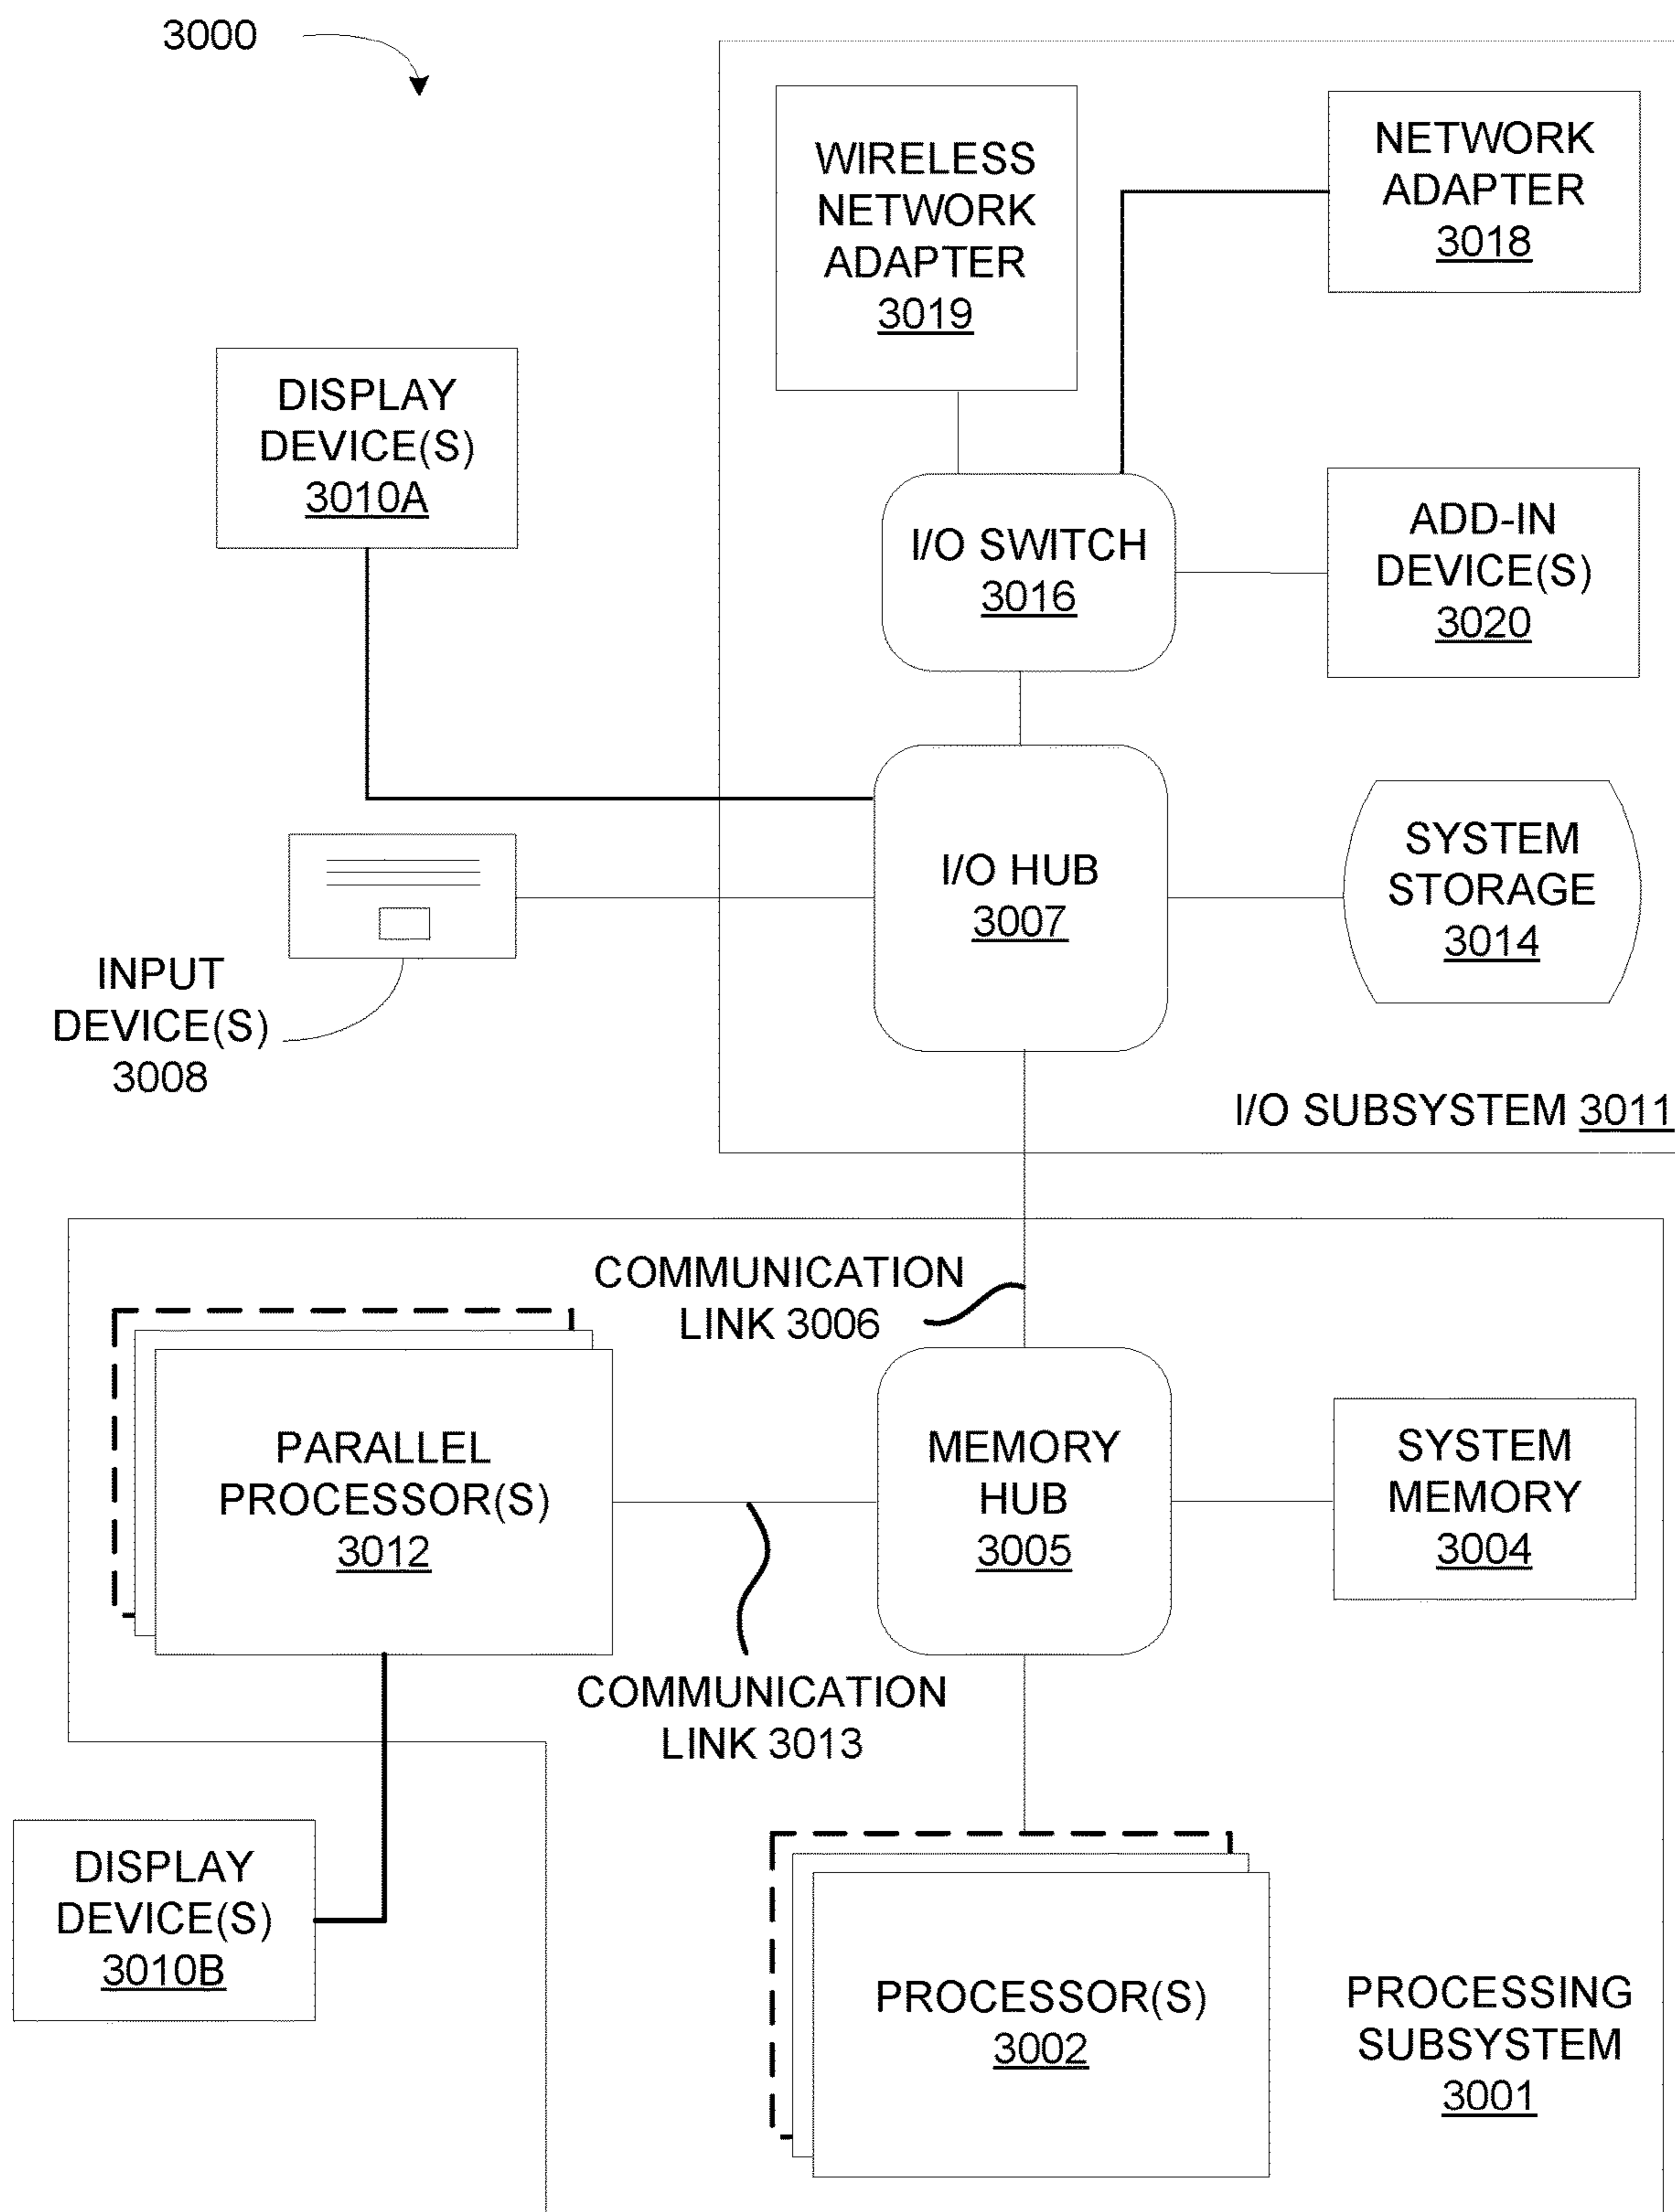 3000
WIRELESS
NETWORK
ADAPTER
3019
NETWORK
ADAPTER
3018
DISPLAY
DEVICE(S)
3010A
I/O SWITCH
3016
ADD-IN
DEVICE(S)
3020
I/O HUB
3007
SYSTEM
STORAGE
3014
INPUT
DEVICE(S)
3008
I/O SUBSYSTEM 3011
COMMUNICATION
LINK 3006
PARALLEL
PROCESSOR(S)
3012
MEMORY
HUB
3005
SYSTEM
MEMORY
3004
COMMUNICATION
LINK 3013
DISPLAY
DEVICE(S)
3010B
PROCESSOR(S)
3002
PROCESSING
SUBSYSTEM
3001